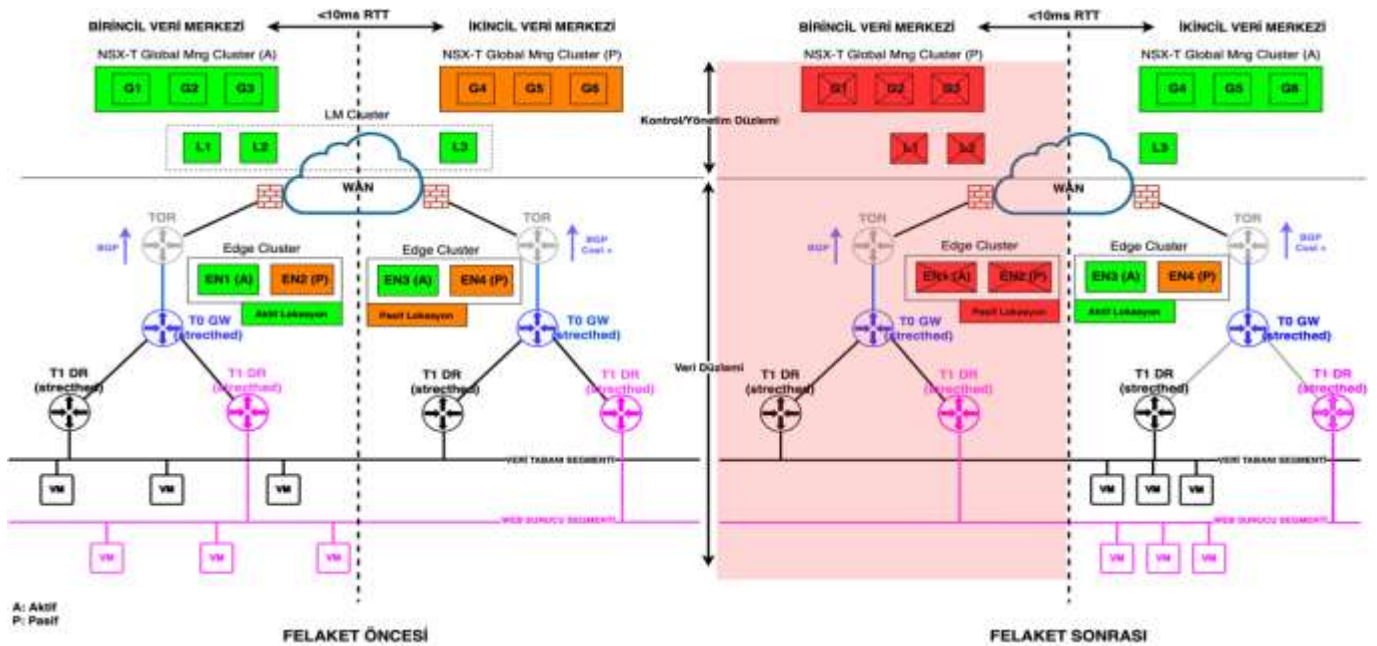 BİRİNCİL VERİ MERKEZİ
<10ms RTT
İKİNCİL VERİ MERKEZİ
NSX-T Global Mng Cluster (A)
NSX-T Global Mng Cluster (P)
G1
G2
G3
G4
G5
G6
LM Cluster
L1
L2
L3
WAN
TOR
TOR
BGP
BGP
Cost +
Edge Cluster
Edge Cluster
EN1 (A)
EN2 (P)
EN3 (A)
EN4 (P)
Aktif Lokasyon
Pasif Lokasyon
T0 GW
(strecthed)
T0 GW
(strecthed)
T1 DR
(strecthed)
T1 DR
(strecthed)
T1 DR
(strecthed)
T1 DR
(strecthed)
VERİ TABANI SEGMENTİ
VM
VM
VM
WEB SUNUCU SEGMENTİ
VM
VM
VM
A: Aktif
P: Pasif
FELAKET ÖNCESİ
Kontrol/Yönetim Düzlemi
Veri Düzlemi
BİRİNCİL VERİ MERKEZİ
<10ms RTT
İKİNCİL VERİ MERKEZİ
NSX-T Global Mng Cluster (P)
NSX-T Global Mng Cluster (A)
G1
G2
G3
G4
G5
G6
L1
L2
L3
WAN
TOR
TOR
BGP
BGP
Cost +
Edge Cluster
Edge Cluster
EN1 (A)
EN2 (P)
EN3 (A)
EN4 (P)
Pasif Lokasyon
Aktif Lokasyon
T0 GW
(strecthed)
T0 GW
(strecthed)
T1 DR
(strecthed)
T1 DR
(strecthed)
T1 DR
(strecthed)
T1 DR
(strecthed)
VERİ TABANI SEGMENTİ
VM
VM
VM
WEB SUNUCU SEGMENTİ
VM
VM
VM
FELAKET SONRASI